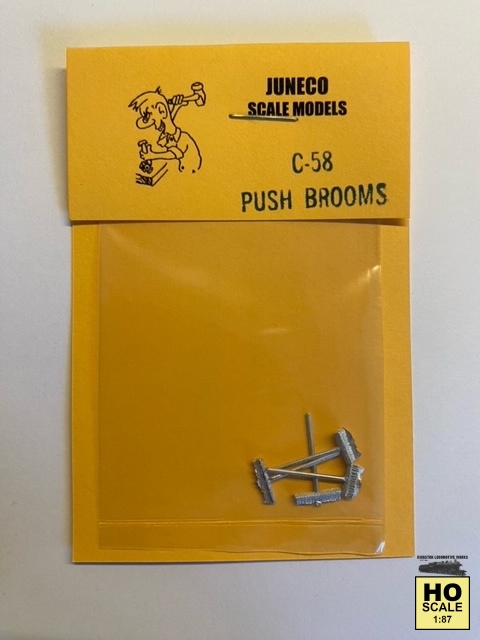 JUNECO
SCALE MODELS
C-58
PUSH BROOMS
HO
SCALE
1:87